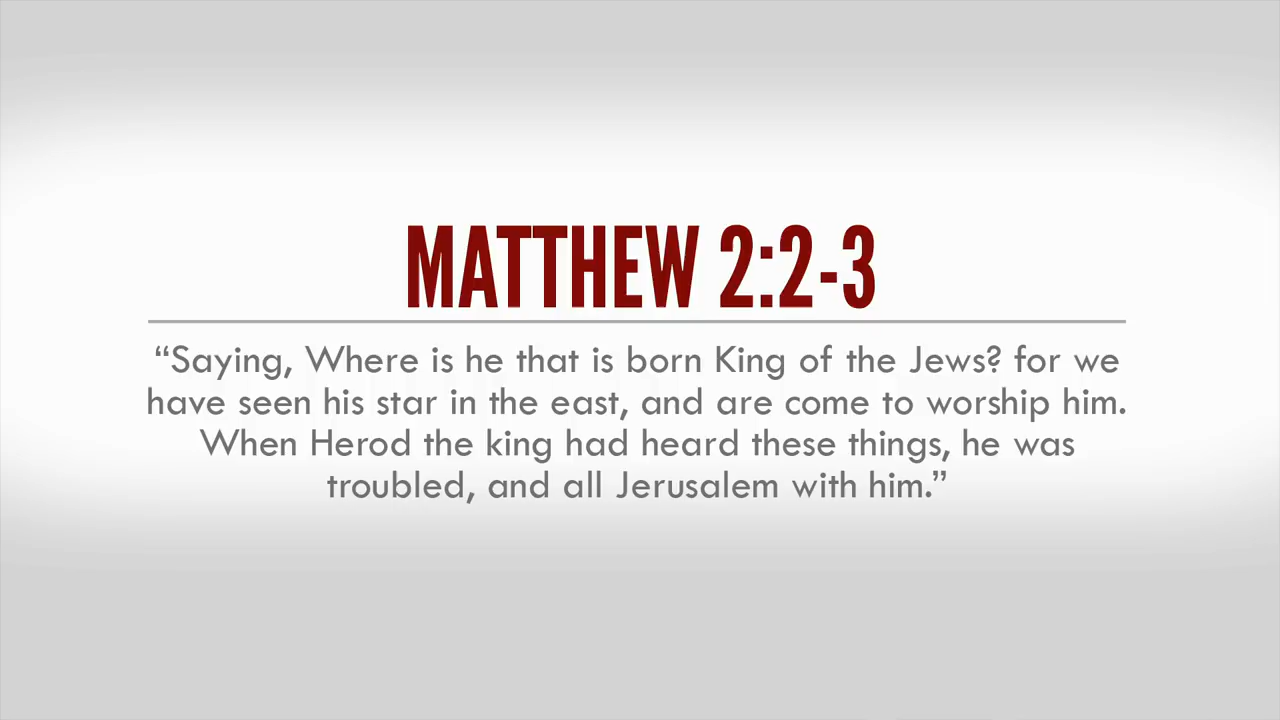 MATTHEW 2:2-3
“Saying, Where is he that is born King of the Jews? for we
have seen his star in the east, and are come to worship him.
When Herod the king had heard these things, he was
troubled, and all Jerusalem with him.”